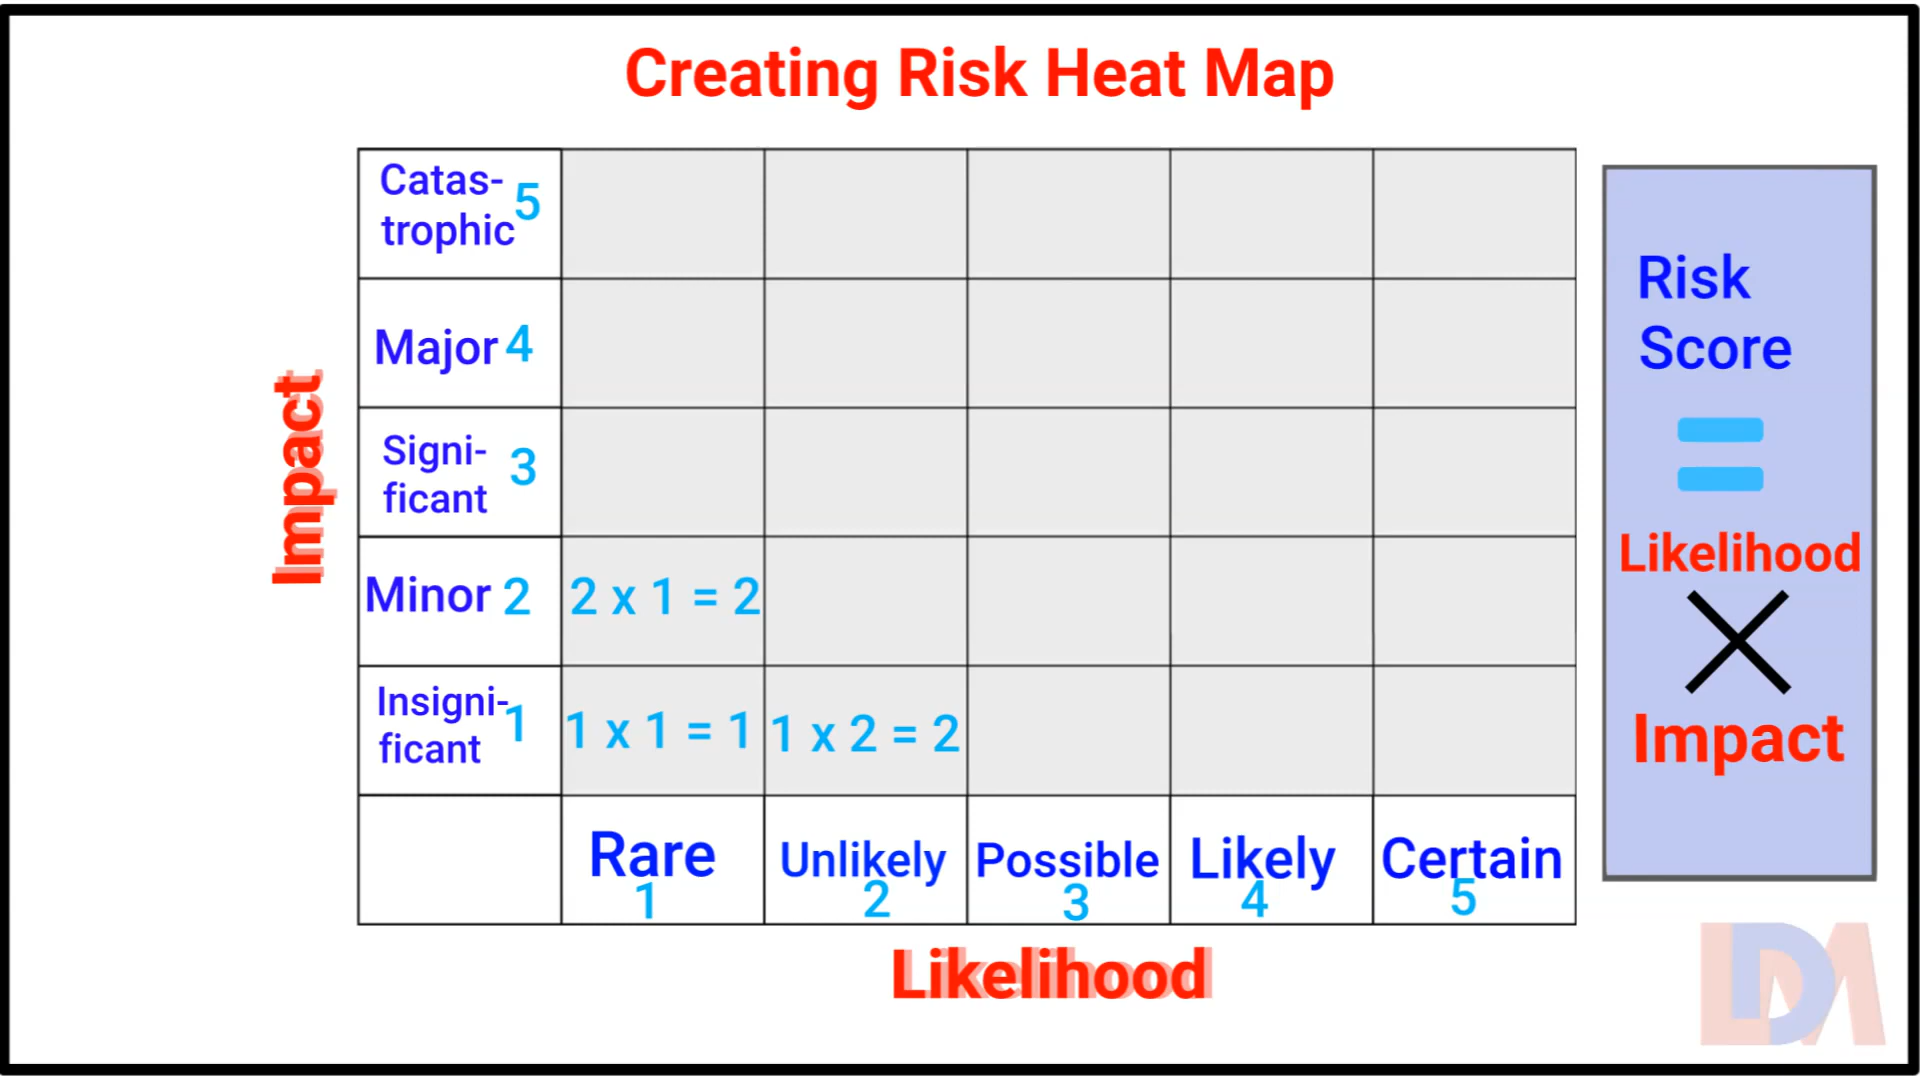 Creating Risk Heat Map
Catas-
trophic 5
Major 4
Signi-
ficant 3
Minor 2
2 x 1 = 2
Insigni-
ficant 1
1 x 1 = 1
1 x 2 = 2
Rare
1
Unlikely
2
Possible
3
Likely
4
Certain
5
Impact
Likelihood
Risk
Score
=
Likelihood
X
Impact
LDM